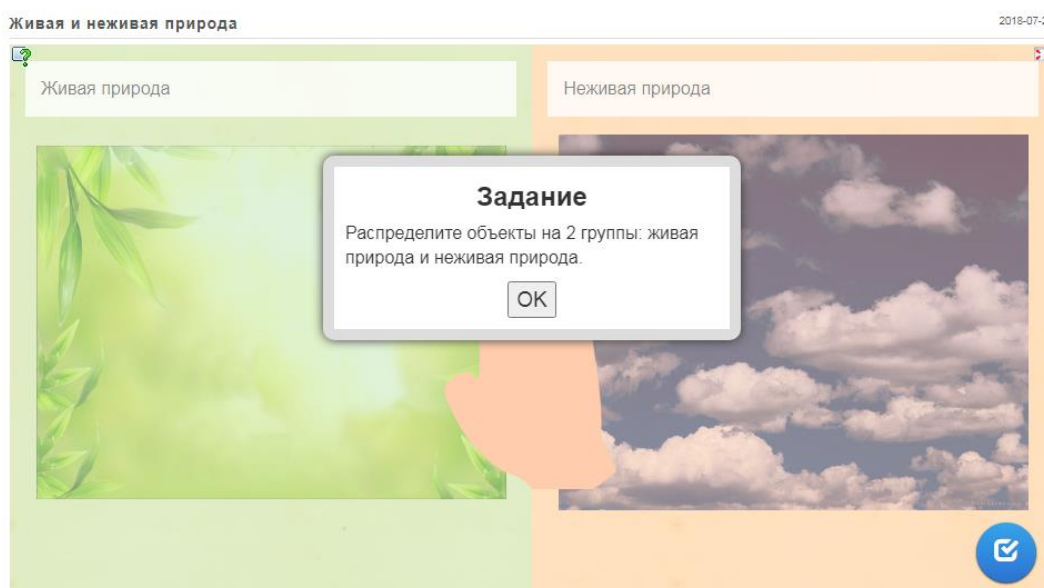 Живая и неживая природа
2018-07-2
Живая природа
Неживая природа
Задание
Распределите объекты на 2 группы: живая
природа и неживая природа.
OK